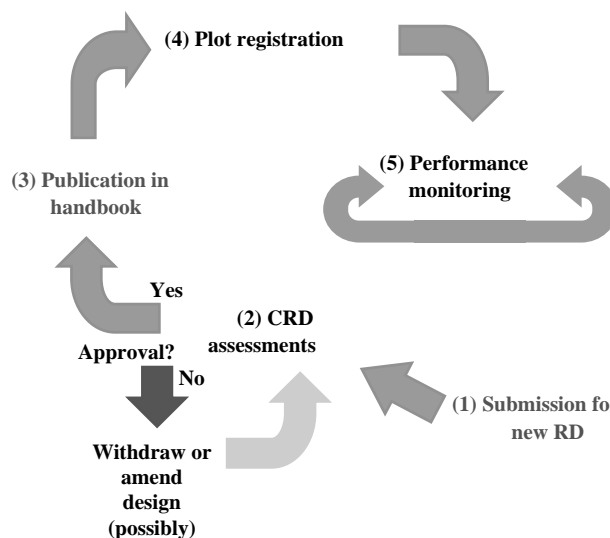 (4) Plot registration
(5) Performance
monitoring
(3) Publication in
handbook
Yes
(2) CRD
assessments
Approval?
No
(1) Submission fo
new RD
Withdraw or
amend
design
(possibly)